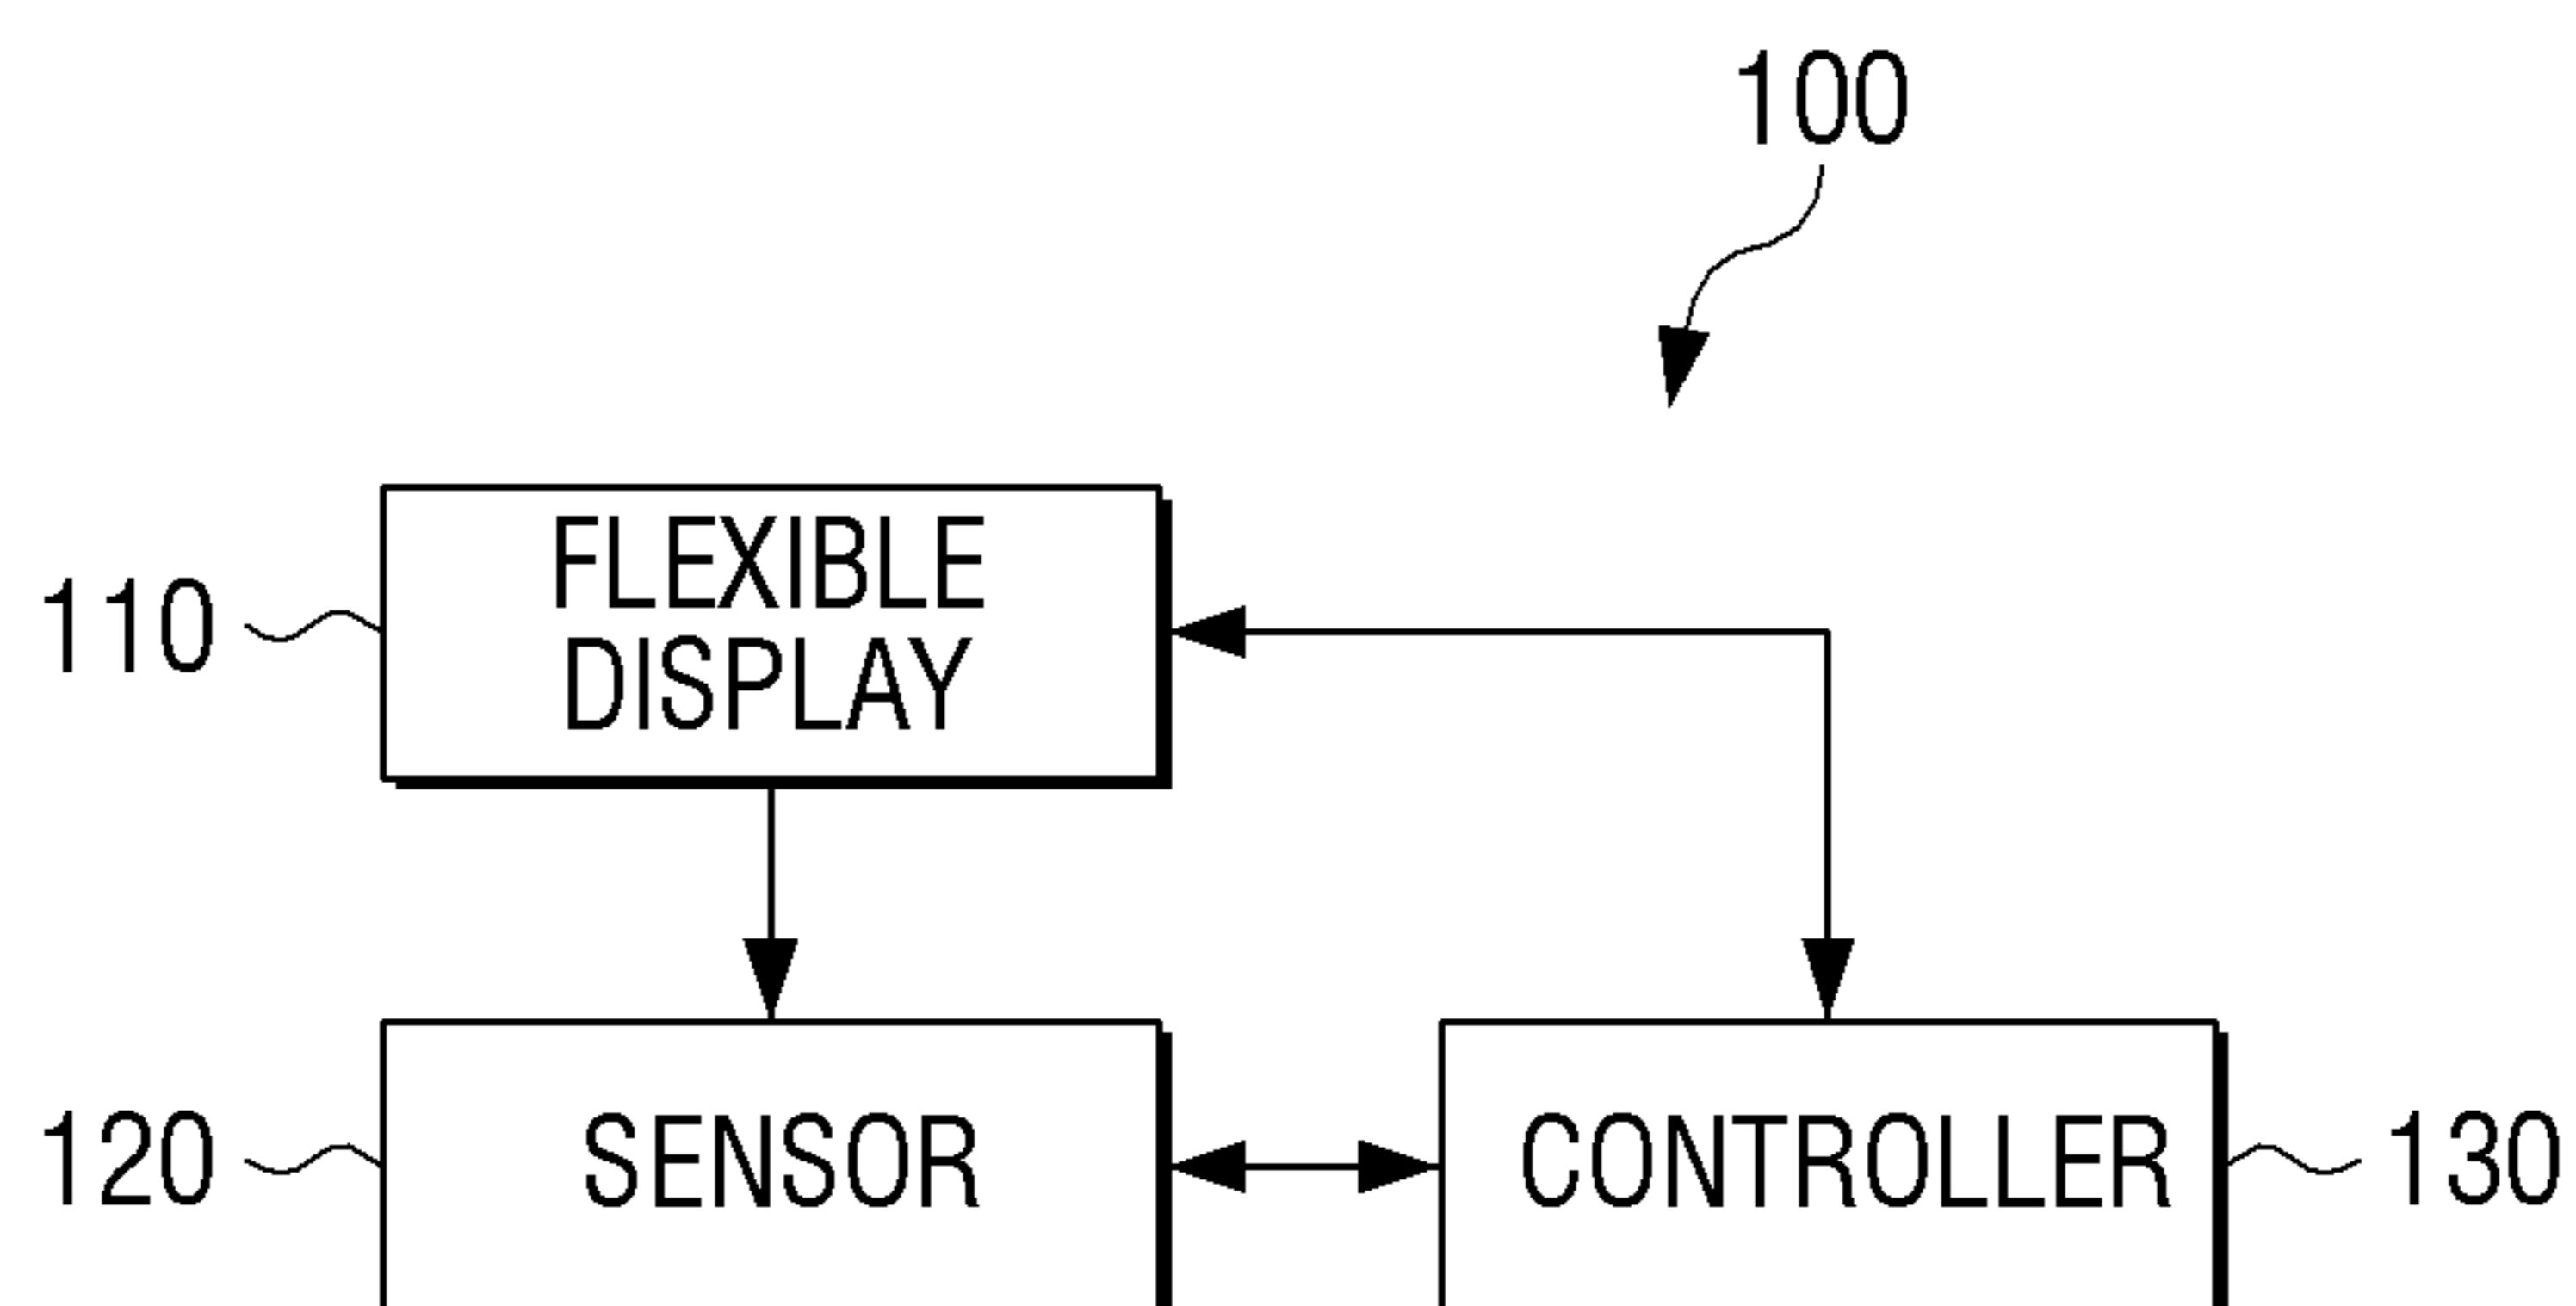 100
110
FLEXIBLE
DISPLAY
120
SENSOR
CONTROLLER
130